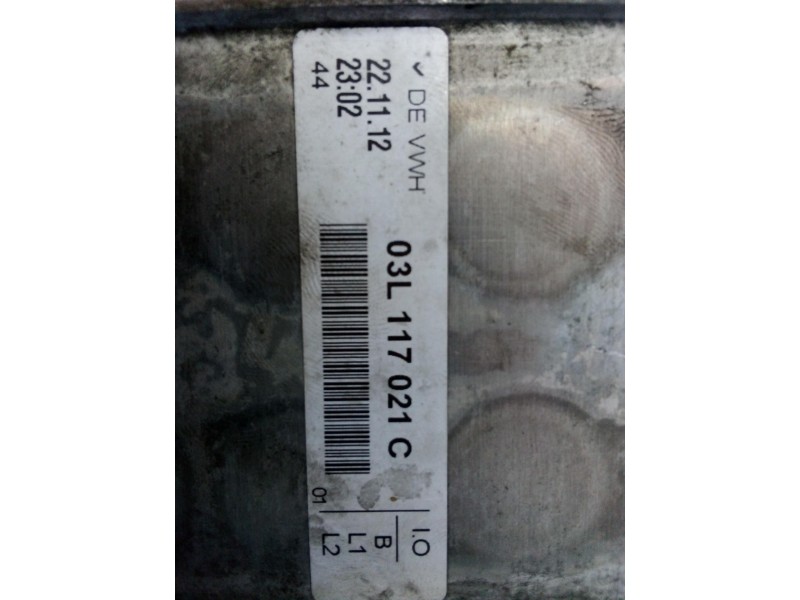 DE VWH
22.11.12
23:02
44
03L 117 021 C
01
I.O
B
L1
L2